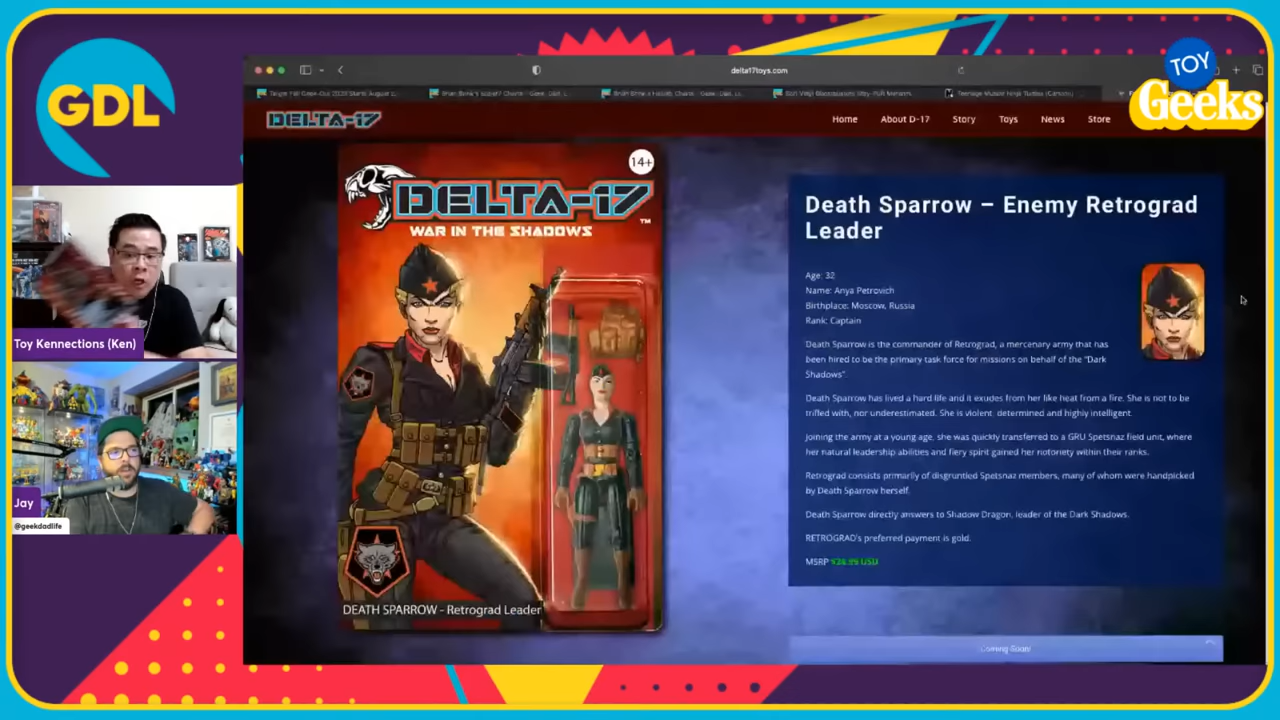 GDL
TOY
Geeks
delta17toys.com
DELTA-17
Home
About D-17
Story
Toys
News
Store
14+
DELTA-17
TM
WAR IN THE SHADOWS
DEATH SPARROW - Retrograd Leader
Death Sparrow – Enemy Retrograd
Leader
Age: 32
Name: Anya Petrovich
Birthplace: Moscow, Russia
Rank: Captain
Death Sparrow is the commander of Retrograd, a mercenary army that has
been hired to be the primary task force for missions on behalf of the "Dark
Shadows".
Death Sparrow has lived a hard life and it exudes from her like heat from a fire. She is not to be
trifled with, nor underestimated. She is violent, determined and highly intelligent.
Joining the army at a young age, she was quickly transferred to a GRU Spetsnaz field unit, where
her natural leadership abilities and fiery spirit gained her notoriety within their ranks.
Retrograd consists primarily of disgruntled Spetsnaz members, many of whom were handpicked
by Death Sparrow herself.
Death Sparrow directly answers to Shadow Dragon, leader of the Dark Shadows.
RETROGRAD's preferred payment is gold.
MSRP USD
Coming Soon!
Toy Kennections (Ken)
Jay
@geekdadlife